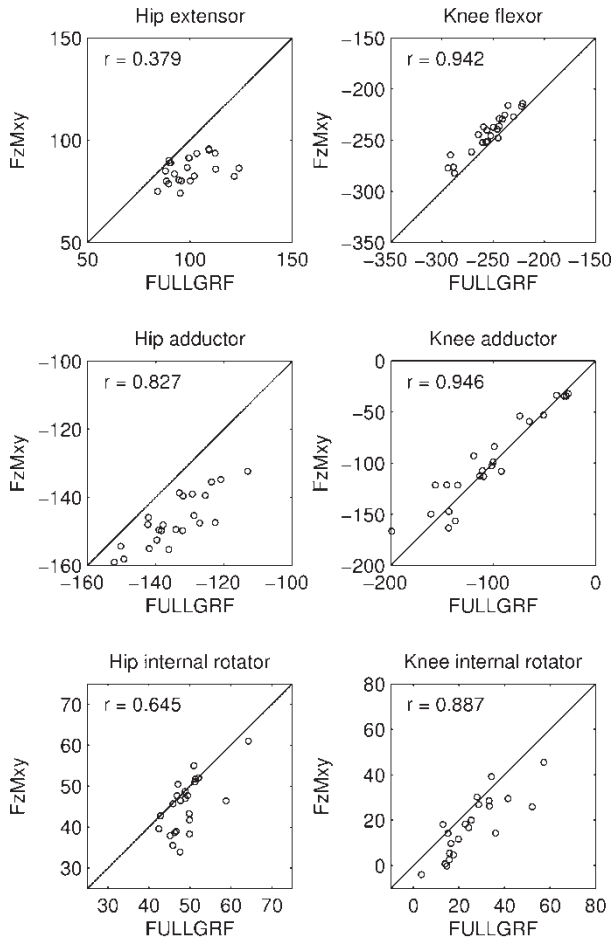 Hip extensor
r = 0.379
150
100
50
FzMxy
50 100 150
FULLGRF
Knee flexor
r = 0.942
−150
−200
−250
−300
−350
FzMxy
−350 −300 −250 −200 −150
FULLGRF
Hip adductor
r = 0.827
−100
−120
−140
−160
FzMxy
−160 −140 −120 −100
FULLGRF
Knee adductor
r = 0.946
0
−50
−100
−150
−200
FzMxy
−200 −100 0
FULLGRF
Hip internal rotator
r = 0.645
70
60
50
40
30
FzMxy
30 40 50 60 70
FULLGRF
Knee internal rotator
r = 0.887
80
60
40
20
0
FzMxy
0 20 40 60 80
FULLGRF